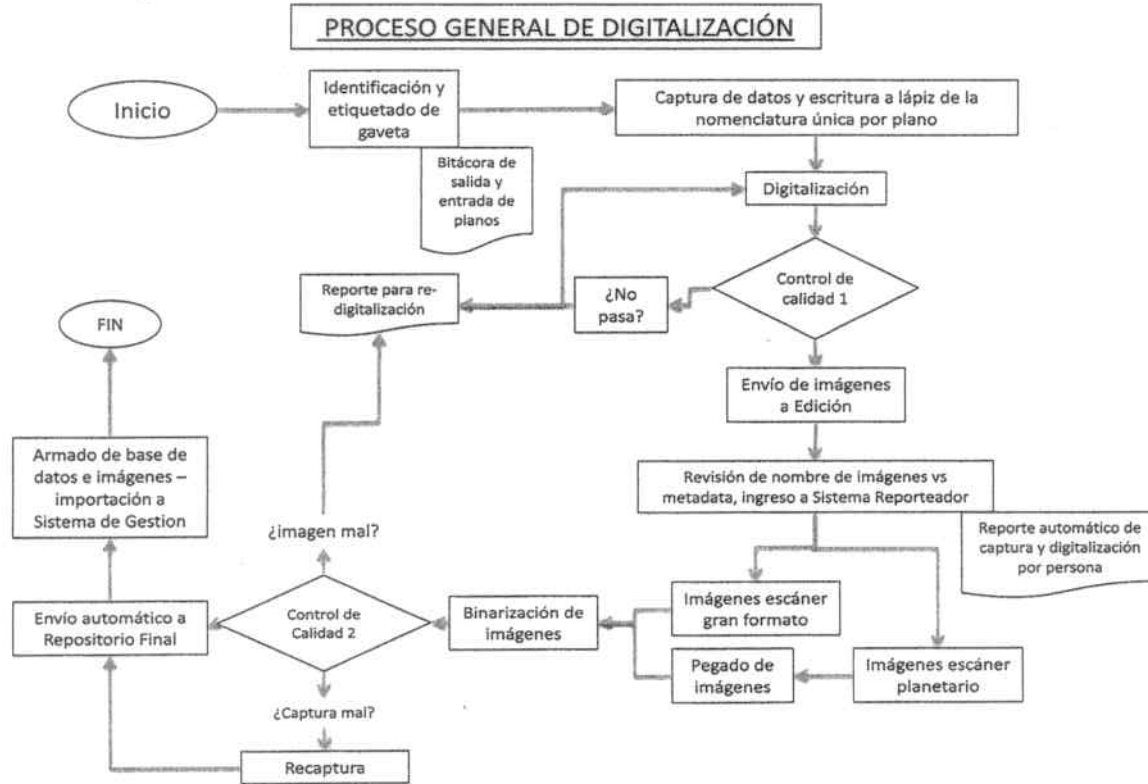 PROCESO GENERAL DE DIGITALIZACIÓN
Inicio
Identificación y
etiquetado de
gaveta
Captura de datos y escritura a lápiz de la
nomenclatura única por plano
Bitácora de
salida y
entrada de
planos
Digitalización
Control de
calidad 1
¿No
pasa?
Reporte para re-
digitalización
FIN
Envío de imágenes
a Edición
Revisión de nombre de imágenes vs
metadata, ingreso a Sistema Reporteador
Reporte automático de
captura y digitalización
por persona
Armado de base de
datos e imágenes –
importación a
Sistema de Gestion
¿imagen mal?
Imágenes escáner
gran formato
Binarización de
imágenes
Control de
Calidad 2
Envío automático a
Repositorio Final
Pegado de
imágenes
Imágenes escáner
planetario
¿Captura mal?
Recaptura